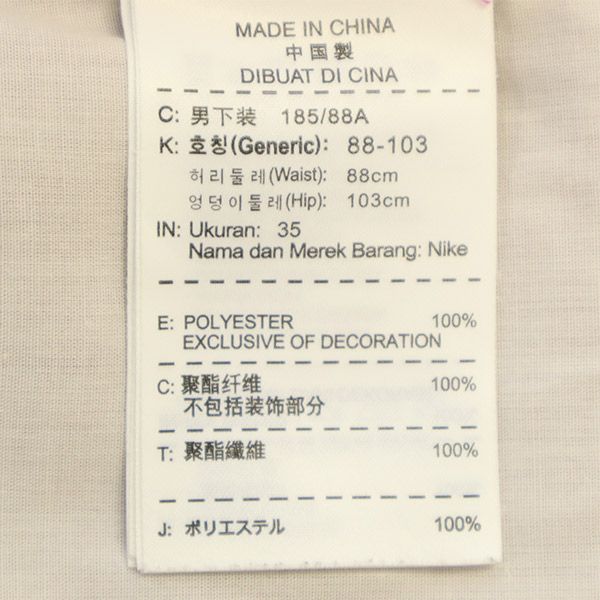 MADE IN CHINA
中国製
DIBUAT DI CINA
C: 男下装 185/88A
K: 호칭(Generic): 88-103
허리둘레(Waist): 88cm
엉덩이둘레(Hip): 103cm
IN: Ukuran: 35
Nama dan Merek Barang: Nike
E: POLYESTER 100%
EXCLUSIVE OF DECORATION
C: 聚酯纤维 100%
不包括装饰部分
T: 聚酯纖維 100%
J: ポリエステル 100%